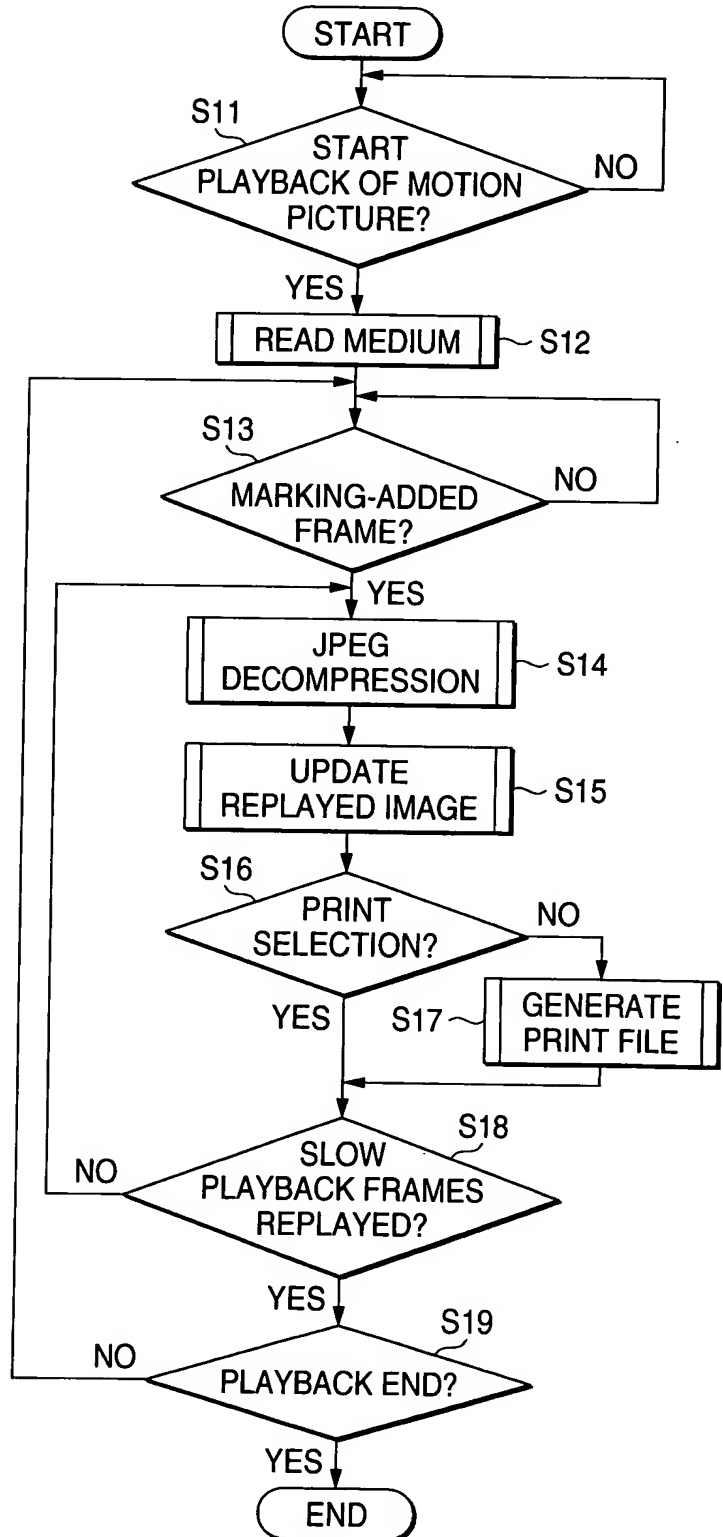 START
S11
START
PLAYBACK OF MOTION
PICTURE?
NO
YES
READ MEDIUM
S12
S13
MARKING-ADDED
FRAME?
NO
YES
JPEG
DECOMPRESSION
S14
UPDATE
REPLAYED IMAGE
S15
S16
PRINT
SELECTION?
NO
YES
S17
GENERATE
PRINT FILE
S18
SLOW
PLAYBACK FRAMES
REPLAYED?
NO
YES
S19
PLAYBACK END?
NO
YES
END